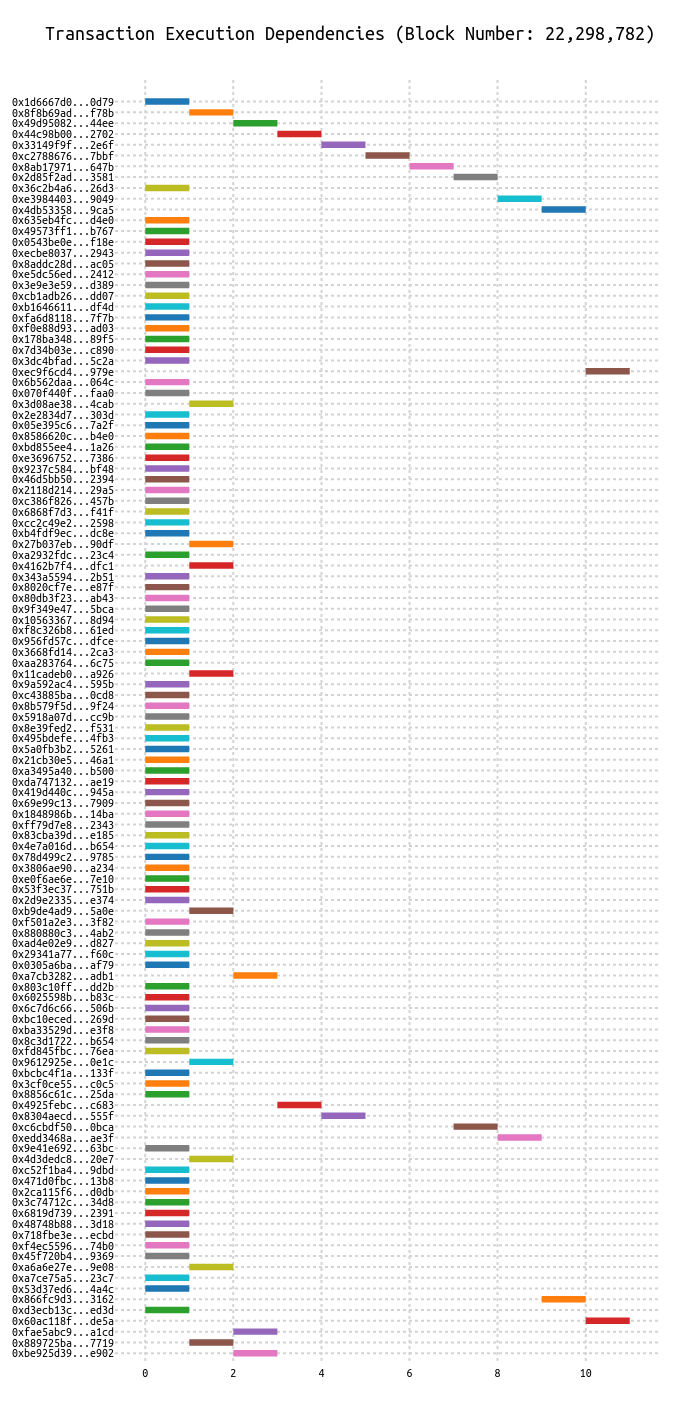 Transaction Execution Dependencies (Block Number: 22,298,782)
0x1d6667d0...0d79
0x8f8b69ad...f78b
0x49d95082...44ee
0x44c98b00...2702
0x33149f9f...2e6f
0xc2788676...7bbf
0x8ab17971...647b
0x2d85f2ad...3581
0x36c2b4a6...26d3
0xe3984403...9049
0x4db53358...9ca5
0x635eb4fc...d4e0
0x49573ff1...b767
0x0543be0e...f18e
0xecbe8037...2943
0x8addc28d...ac05
0xe5dc56ed...2412
0x3e9e3e59...d389
0xcb1adb26...dd07
0xb1646611...df4d
0xfa6d8118...7f7b
0xf0e88d93...ad03
0x178ba348...89f5
0x7d34b03e...c890
0x3dc4bfad...5c2a
0xec9f6cd4...979e
0x6b562daa...064c
0x070f440f...faa0
0x3d08ae38...4cab
0x2e2834d7...303d
0x05e395c6...7a2f
0x8586620c...b4e0
0xbd855ee4...1a26
0xe3696752...7386
0x9237c584...bf48
0x46d5bb50...2394
0x2118d214...29a5
0xc386f826...457b
0x6868f7d3...f41f
0xcc2c49e2...2598
0xb4fdf9ec...dc8e
0x27b037eb...90df
0xa2932fdc...23c4
0x4162b7f4...dfc1
0x343a5594...2b51
0x8020cf7e...e87f
0x80db3f23...ab43
0x9f349e47...5bca
0x10563367...8d94
0xf8c326b8...61ed
0x956fd57c...dfce
0x3668fd14...2ca3
0xaa283764...6c75
0x11cadeb0...a926
0x9a592ac4...595b
0xc43885ba...0cd8
0x8b579f5d...9f24
0x5918a07d...cc9b
0x8e39fed2...f531
0x495bdefe...4fb3
0x5a0fb3b2...5261
0x21cb30e5...46a1
0xa3495a40...b500
0xda747132...ae19
0x419d440c...945a
0x69e99c13...7909
0x1848986b...14ba
0xff79d7e8...2343
0x83cba39d...e185
0x4e7a016d...b654
0x78d499c2...9785
0x3806ae90...a234
0xe0f6ae6e...7e10
0x53f3ec37...751b
0x2d9e2335...e374
0xb9de4ad9...5a0e
0xf501a2e3...3f82
0x880880c3...4ab2
0xad4e02e9...d827
0x29341a77...f60c
0x0305a6ba...af79
0xa7cb3282...adb1
0x803c10ff...dd2b
0x6025598b...b83c
0x6c7d6c66...506b
0xbc10eced...269d
0xba33529d...e3f8
0x8c3d1722...b654
0xfd845fbc...76ea
0x9612925e...0e1c
0xbcbc4f1a...133f
0x3cf0ce55...c0c5
0x8856c61c...25da
0x4925febc...c683
0x8304aecd...555f
0xc6cbdf50...0bca
0xedd3468a...ae3f
0x9e41e692...63bc
0x4d3dedc8...20e7
0xc52f1ba4...9dbd
0x471d0fbc...13b8
0x2ca115f6...d0db
0x3c74712c...34d8
0x6819d739...2391
0x48748b88...3d18
0x718fbe3e...ecbd
0xf4ec5596...74b0
0x45f720b4...9369
0xa6a6e27e...9e08
0xa7ce75a5...23c7
0x53d37ed6...4a4c
0x866fc9d3...3162
0xd3ecb13c...ed3d
0x60ac118f...de5a
0xfae5abc9...a1cd
0x889725ba...7719
0xbe925d39...e902
0 2 4 6 8 10